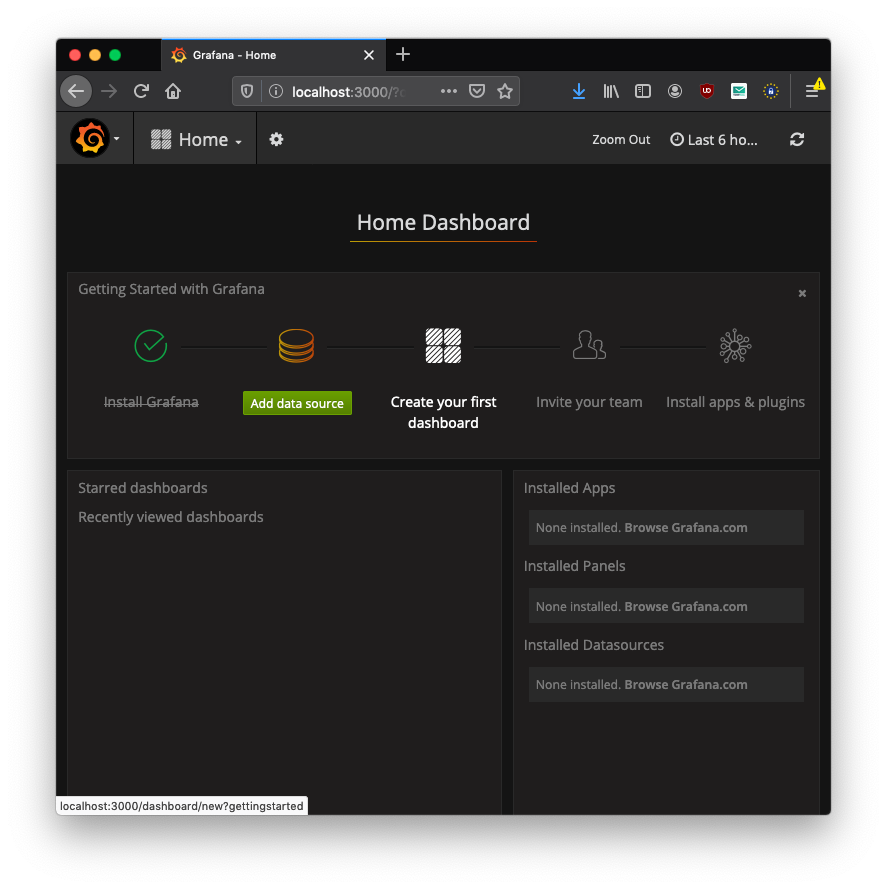 Grafana - Home
localhost:3000/?
Home
Zoom Out
Last 6 ho...
Home Dashboard
Getting Started with Grafana
Install Grafana
Add data source
Create your first
dashboard
Invite your team
Install apps & plugins
Starred dashboards
Recently viewed dashboards
Installed Apps
None installed. Browse Grafana.com
Installed Panels
None installed. Browse Grafana.com
Installed Datasources
None installed. Browse Grafana.com
localhost:3000/dashboard/new?gettingstarted